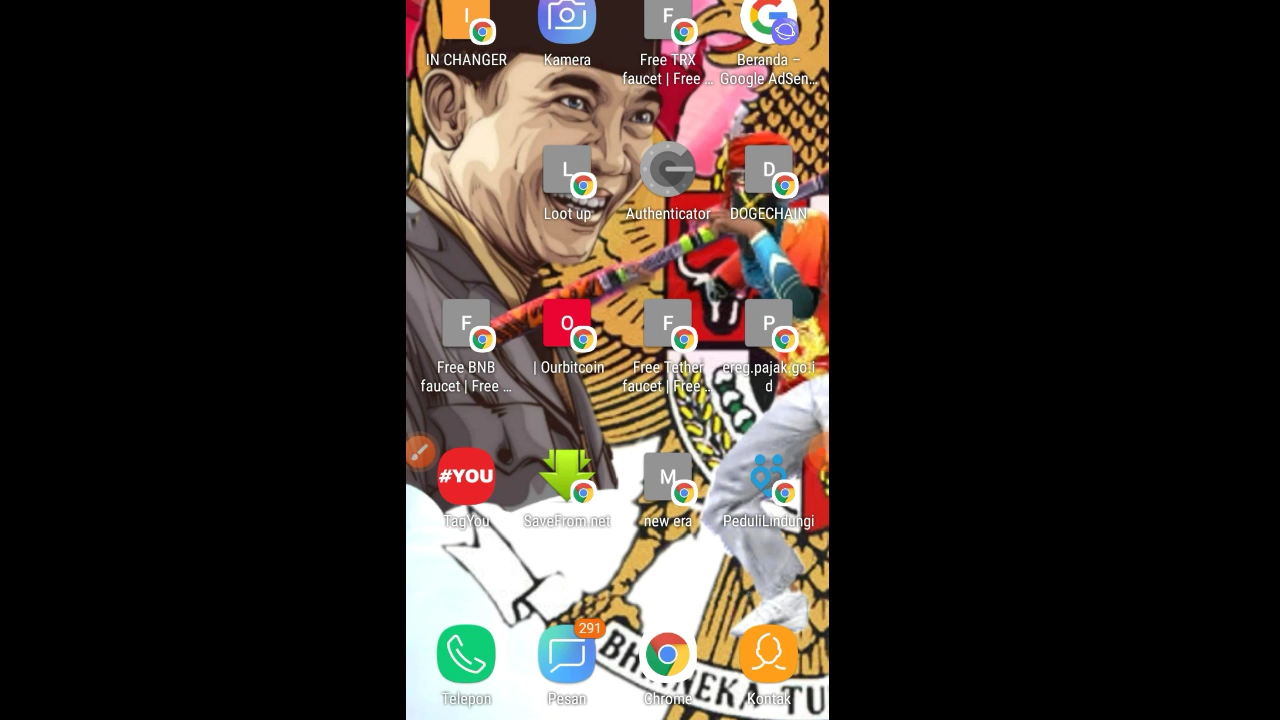 I
F
IN CHANGER
Kamera
Free TRX
faucet | Free ...
Beranda –
Google AdSen...
L
D
Loot up
Authenticator
DOGECHAIN
F
O
F
P
Free BNB
faucet | Free ...
| Ourbitcoin
Free Tether
faucet | Free...
ereg.pajak.go.i
d
#YOU
M
TagYou
SaveFrom.net
new era
PeduliLindungi
291
Telepon
Pesan
Chrome
Kontak